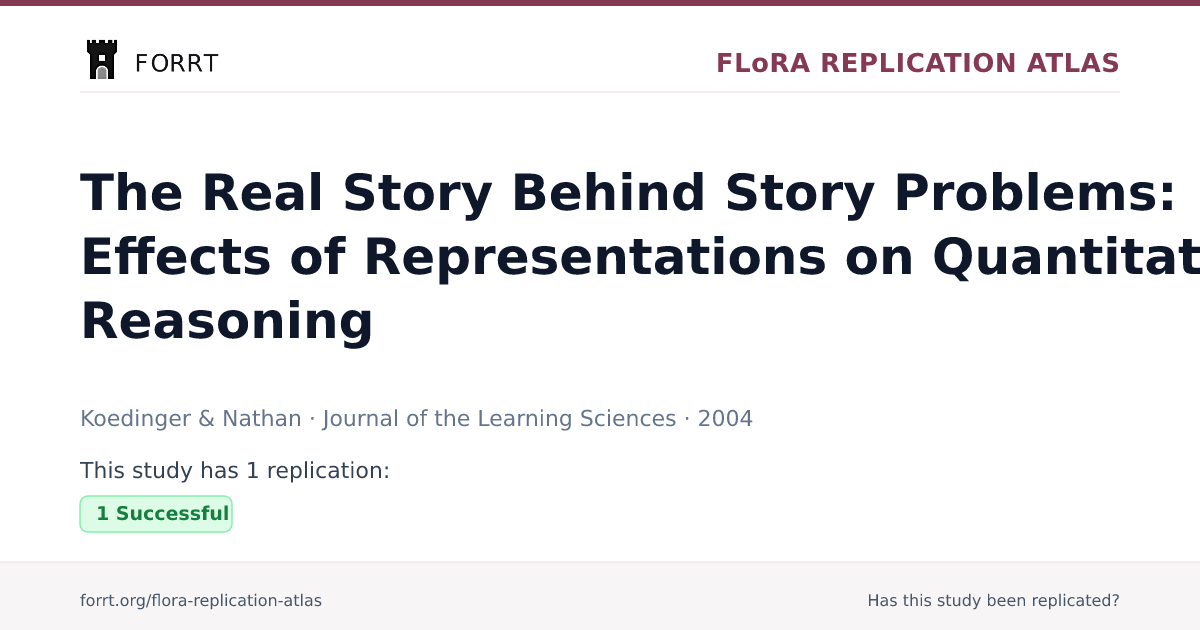 FORRT
FLoRA REPLICATION ATLAS
The Real Story Behind Story Problems:
Effects of Representations on Quantitat
Reasoning
Koedinger & Nathan · Journal of the Learning Sciences · 2004
This study has 1 replication:
1 Successful
forrt.org/flora-replication-atlas
Has this study been replicated?